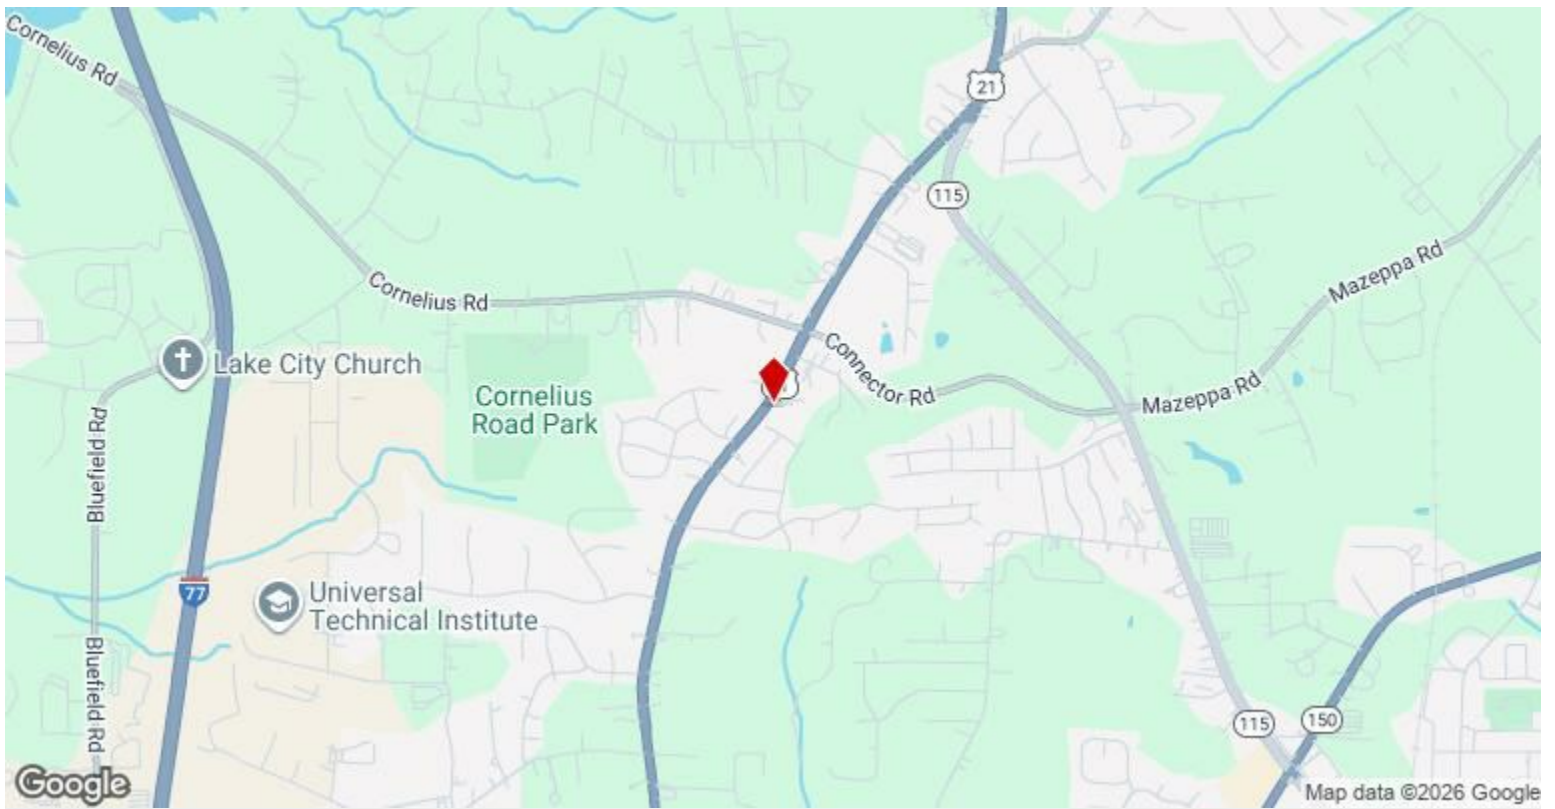 Cornelius Rd
21
115
Mazeppa Rd
Cornelius Rd
Lake City Church
Connector Rd
Cornelius
Road Park
Mazeppa Rd
Bluefield Rd
77
Universal
Technical Institute
Bluefield Rd
115
150
Google
Map data ©2026 Google